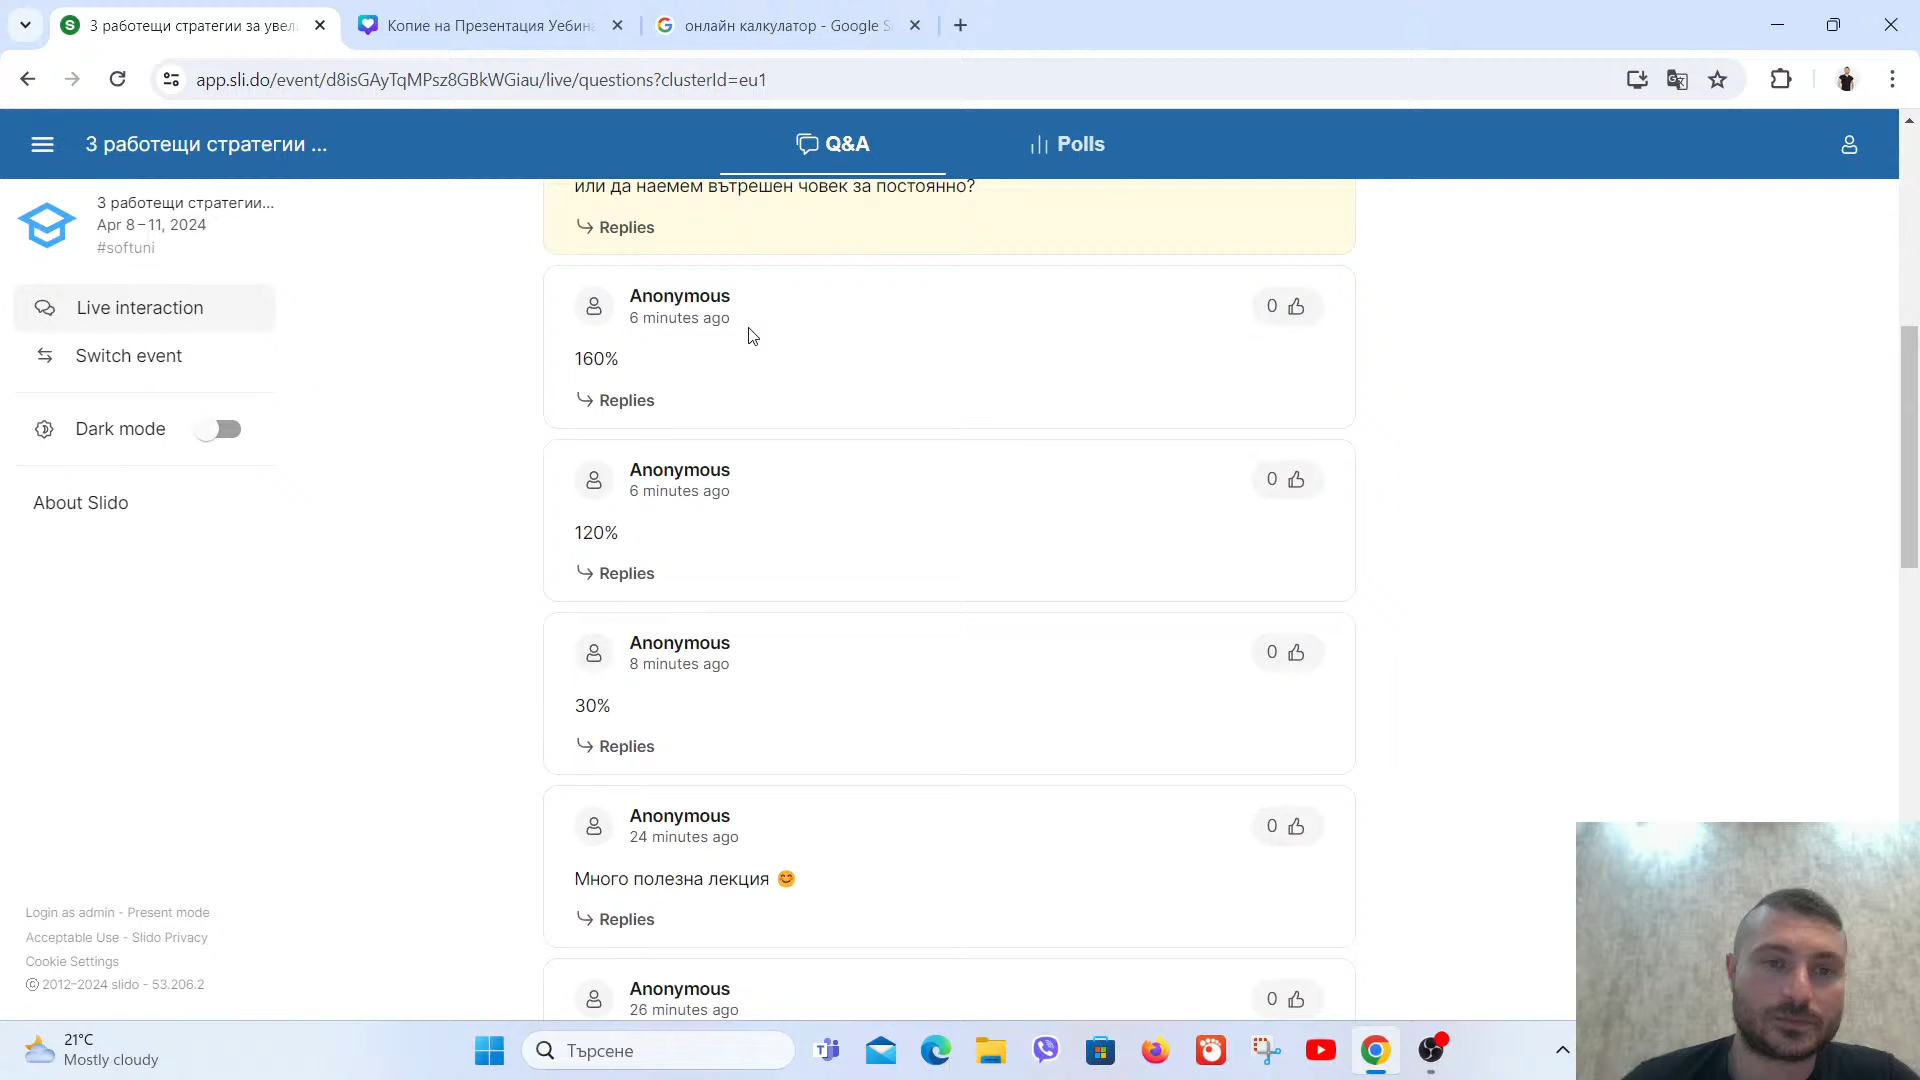 3 работещи стратегии за увел
Копие на Презентация Уебина
онлайн калкулатор - Google S
app.sli.do/event/d8isGAyTqMPsz8GBkWGiau/live/questions?clusterId=eu1
3 работещи стратегии ...
Q&A
Polls
3 работещи стратегии...
Apr 8 – 11, 2024
#softuni
Live interaction
Switch event
Dark mode
About Slido
Login as admin - Present mode
Acceptable Use - Slido Privacy
Cookie Settings
© 2012–2024 slido - 53.206.2
или да наемем вътрешен човек за постоянно?
Replies
Anonymous
6 minutes ago
0
160%
Replies
Anonymous
6 minutes ago
0
120%
Replies
Anonymous
8 minutes ago
0
30%
Replies
Anonymous
24 minutes ago
0
Много полезна лекция 😊
Replies
Anonymous
26 minutes ago
0
21°C
Mostly cloudy
Търсене